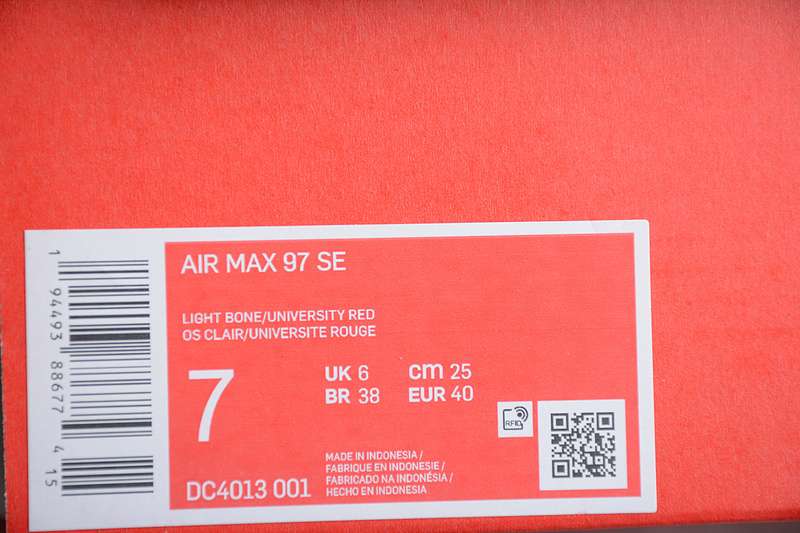 AIR MAX 97 SE
LIGHT BONE/UNIVERSITY RED
OS CLAIR/UNIVERSITE ROUGE
7
UK 6 cm 25
BR 38 EUR 40
RFID
MADE IN INDONESIA /
FABRIQUE EN INDONESIE /
FABRICADO NA INDONÉSIA /
HECHO EN INDONESIA
DC4013 001
1 94493 88677 4 15